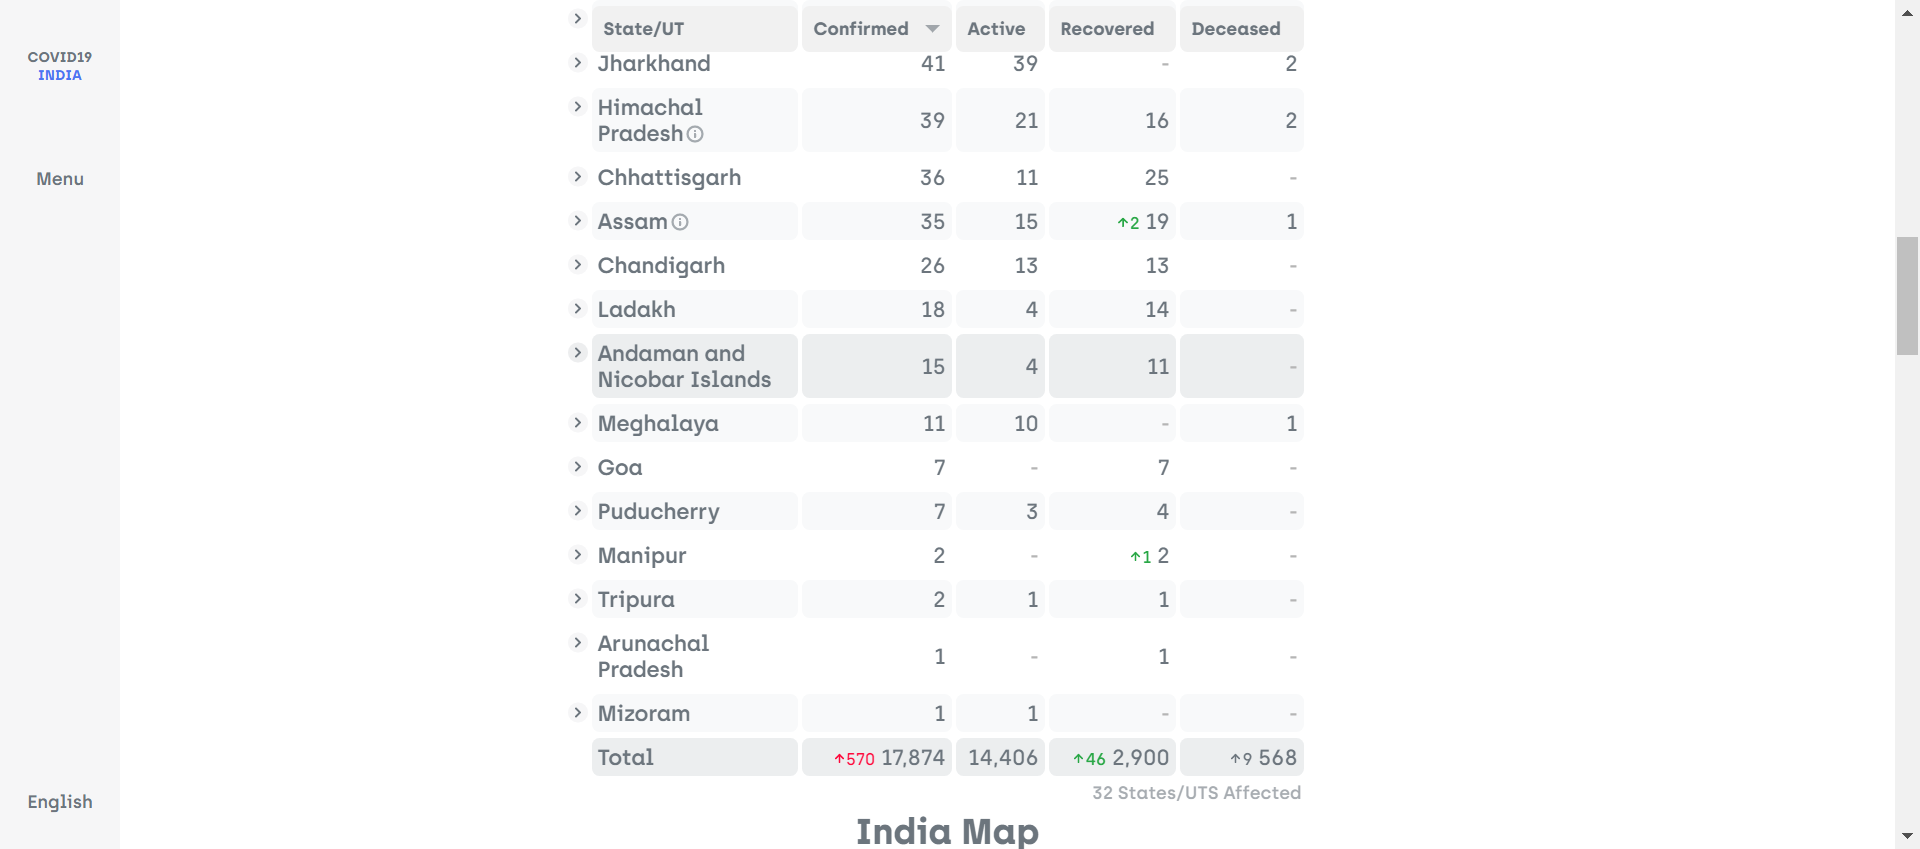 COVID19
INDIA
Menu
English
State/UT Confirmed Active Recovered Deceased
Jharkhand 41 39 - 2
Himachal
Pradesh 39 21 16 2
Chhattisgarh 36 11 25 -
Assam 35 15 ↑2 19 1
Chandigarh 26 13 13 -
Ladakh 18 4 14 -
Andaman and
Nicobar Islands 15 4 11 -
Meghalaya 11 10 - 1
Goa 7 - 7 -
Puducherry 7 3 4 -
Manipur 2 - ↑1 2 -
Tripura 2 1 1 -
Arunachal
Pradesh 1 - 1 -
Mizoram 1 1 - -
Total ↑570 17,874 14,406 ↑46 2,900 ↑9 568
32 States/UTS Affected
India Map